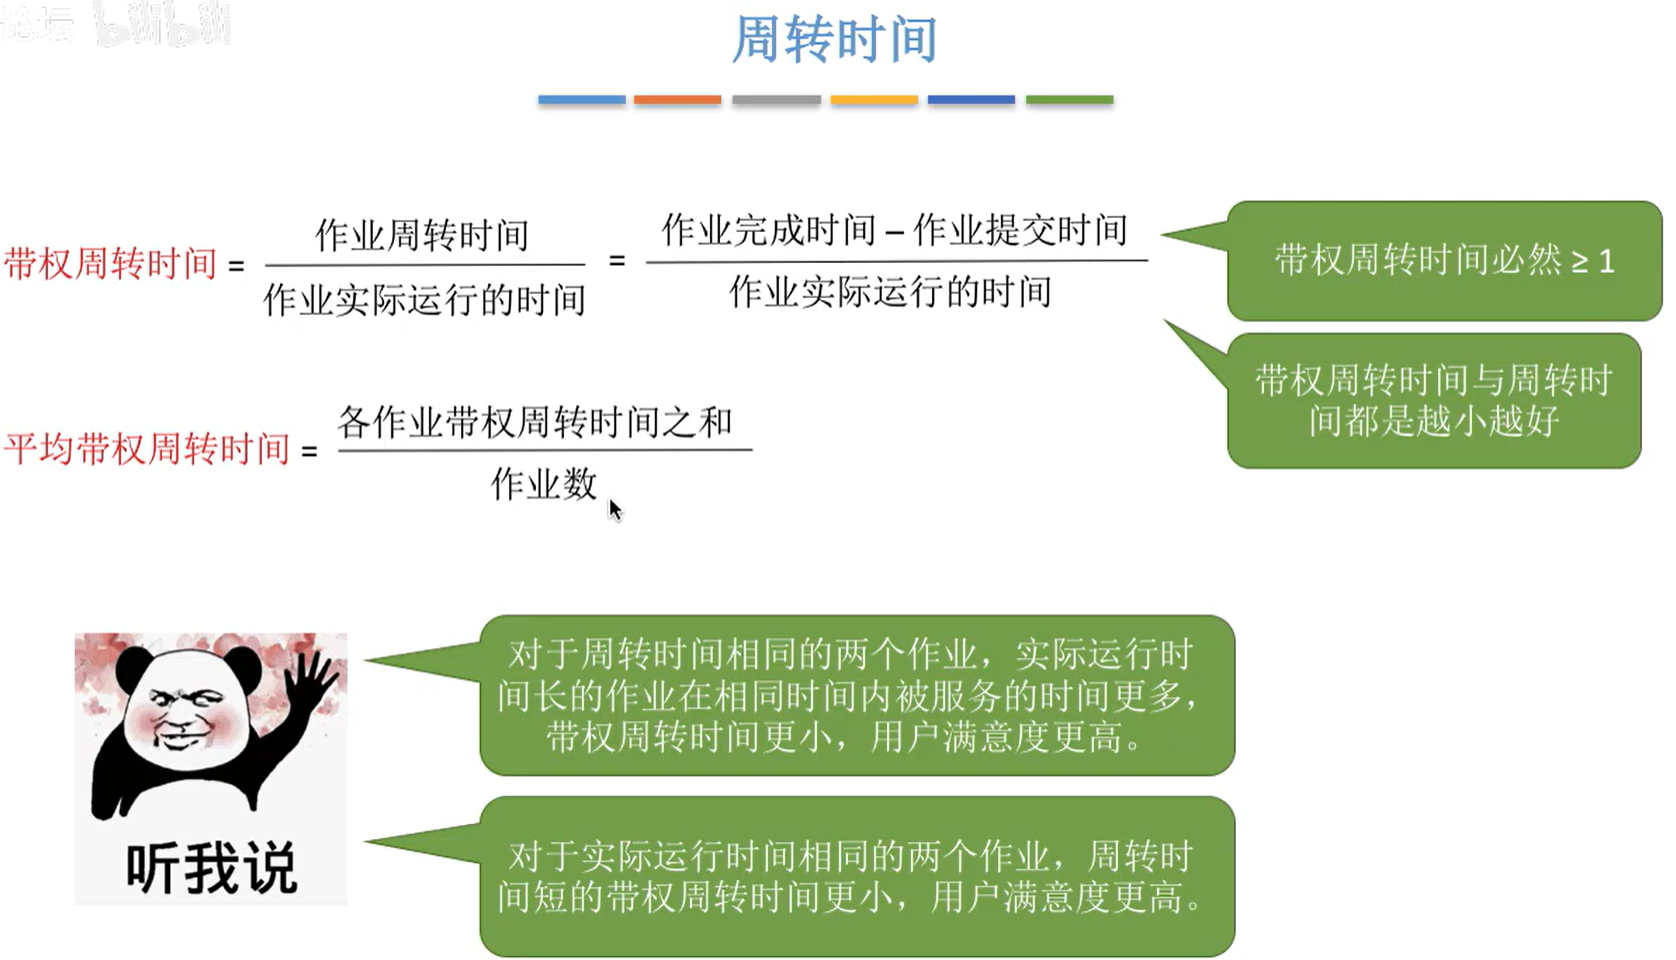 论坛 bilibili
周转时间
带权周转时间 = 作业周转时间 / 作业实际运行的时间 = 作业完成时间 – 作业提交时间 / 作业实际运行的时间
带权周转时间必然 ≥ 1
带权周转时间与周转时
间都是越小越好
平均带权周转时间 = 各作业带权周转时间之和 / 作业数
对于周转时间相同的两个作业，实际运行时
间长的作业在相同时间内被服务的时间更多，
带权周转时间更小，用户满意度更高。
听我说
对于实际运行时间相同的两个作业，周转时
间短的带权周转时间更小，用户满意度更高。